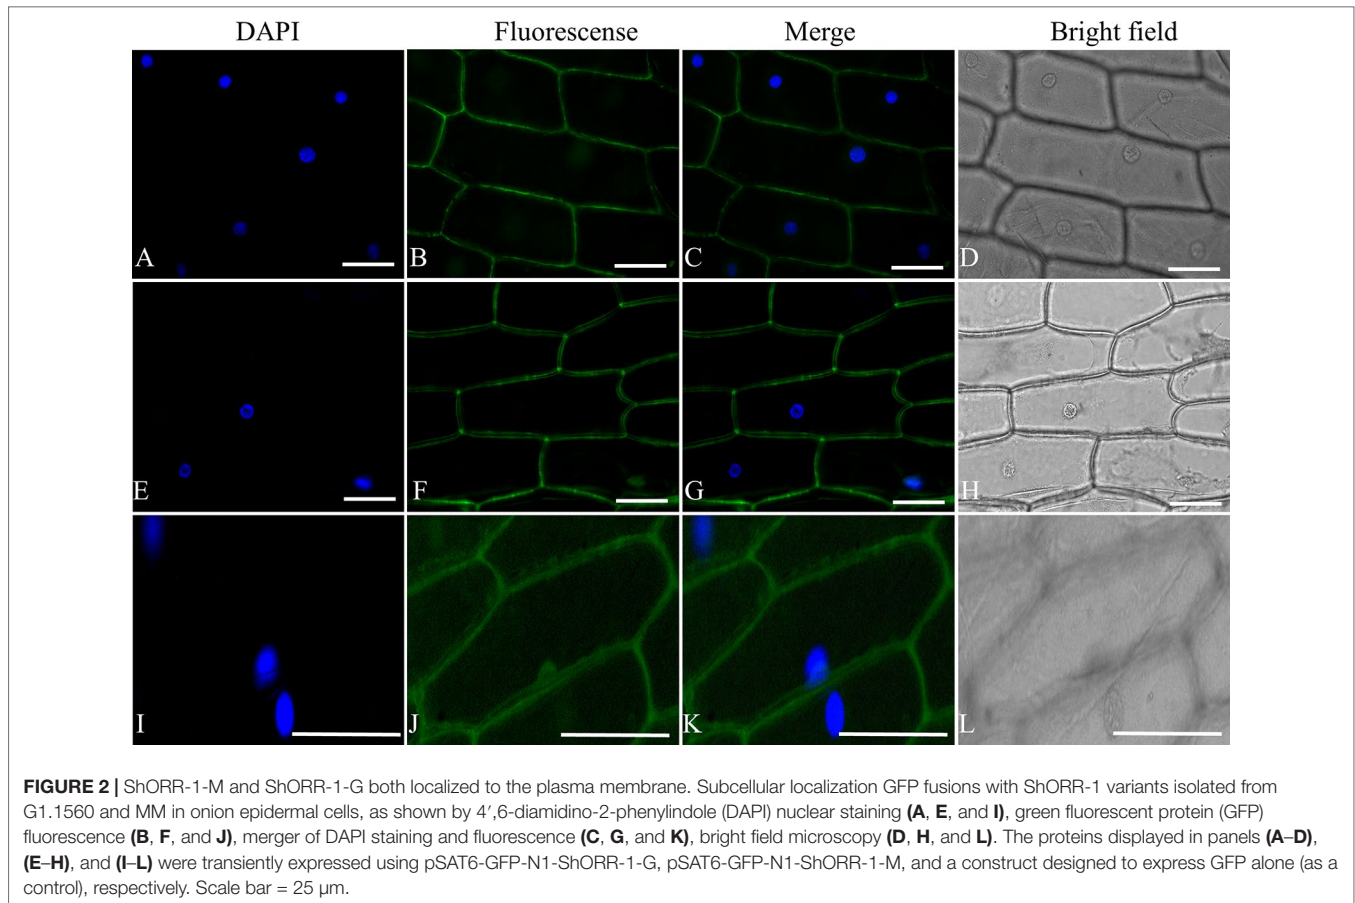 DAPI Fluorescense Merge Bright field
A B C D
E F G H
I J K L
FIGURE 2 | ShORR-1-M and ShORR-1-G both localized to the plasma membrane. Subcellular localization GFP fusions with ShORR-1 variants isolated from
G1.1560 and MM in onion epidermal cells, as shown by 4′,6-diamidino-2-phenylindole (DAPI) nuclear staining (A, E, and I), green fluorescent protein (GFP)
fluorescence (B, F, and J), merger of DAPI staining and fluorescence (C, G, and K), bright field microscopy (D, H, and L). The proteins displayed in panels (A–D),
(E–H), and (I–L) were transiently expressed using pSAT6-GFP-N1-ShORR-1-G, pSAT6-GFP-N1-ShORR-1-M, and a construct designed to express GFP alone (as a
control), respectively. Scale bar = 25 µm.